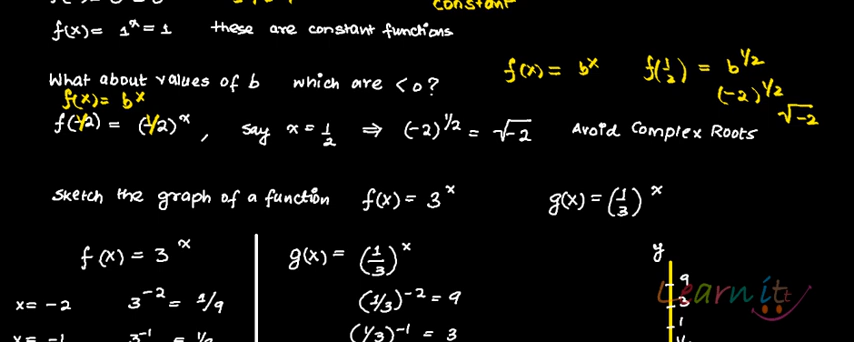 constant
f(x) = 1^x = 1 these are constant functions
What about values of b which are < 0? f(x) = b^x f(1/2) = b^1/2
f(x) = b^x (-2)^1/2
√-2
f(-1/2) = (-1/2)^x, say x = 1/2 ⇒ (-2)^1/2 = √-2 Avoid Complex Roots
Sketch the graph of a function f(x) = 3^x g(x) = (1/3)^x
f(x) = 3^x g(x) = (1/3)^x y
x = -2 3^-2 = 1/9 (1/3)^-2 = 9 9
Learnitt
3
x = -1 3^-1 = (1/3)^-1 = 3 1